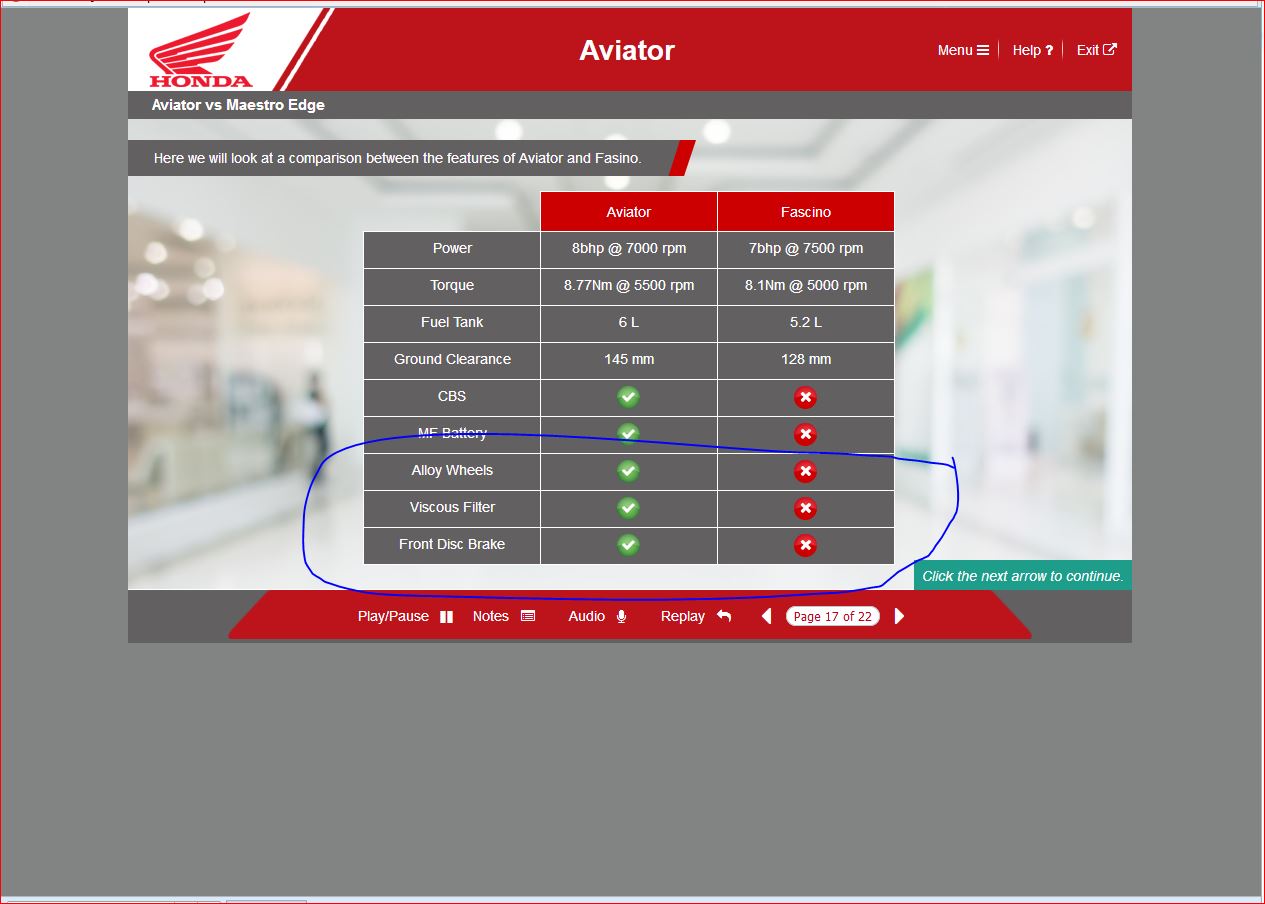 HONDA
Aviator
Menu Help ? Exit
Aviator vs Maestro Edge
Here we will look at a comparison between the features of Aviator and Fasino.
Aviator Fascino
Power 8bhp @ 7000 rpm 7bhp @ 7500 rpm
Torque 8.77Nm @ 5500 rpm 8.1Nm @ 5000 rpm
Fuel Tank 6 L 5.2 L
Ground Clearance 145 mm 128 mm
CBS
MF Battery
Alloy Wheels
Viscous Filter
Front Disc Brake
Click the next arrow to continue.
Play/Pause Notes Audio Replay Page 17 of 22